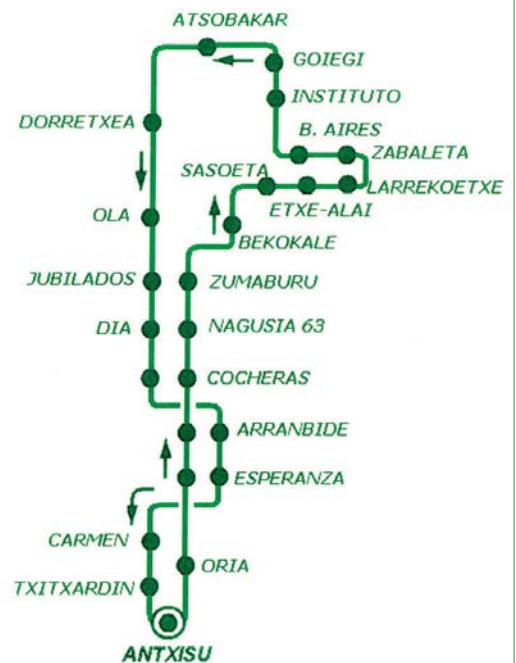 ATSOBAKAR
GOIEGI
INSTITUTO
DORRETXEA
B. AIRES
ZABALETA
SASOETA
LARREKOETXE
ETXE-ALAI
OLA
BEKOKALE
JUBILADOS
ZUMABURU
DIA
NAGUSIA 63
COCHERAS
ARRANBIDE
ESPERANZA
CARMEN
ORIA
TXITXARDIN
ANTXISU